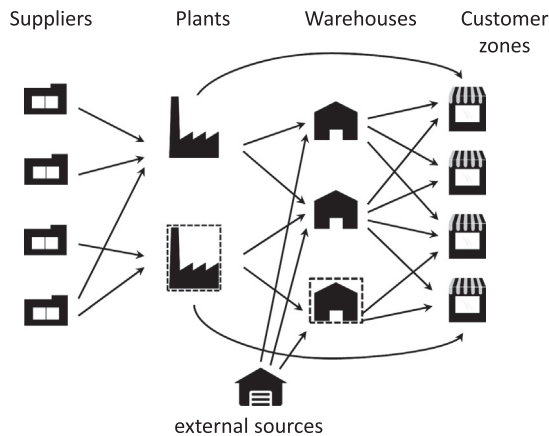 Suppliers
Plants
Warehouses
Customer
zones
external sources